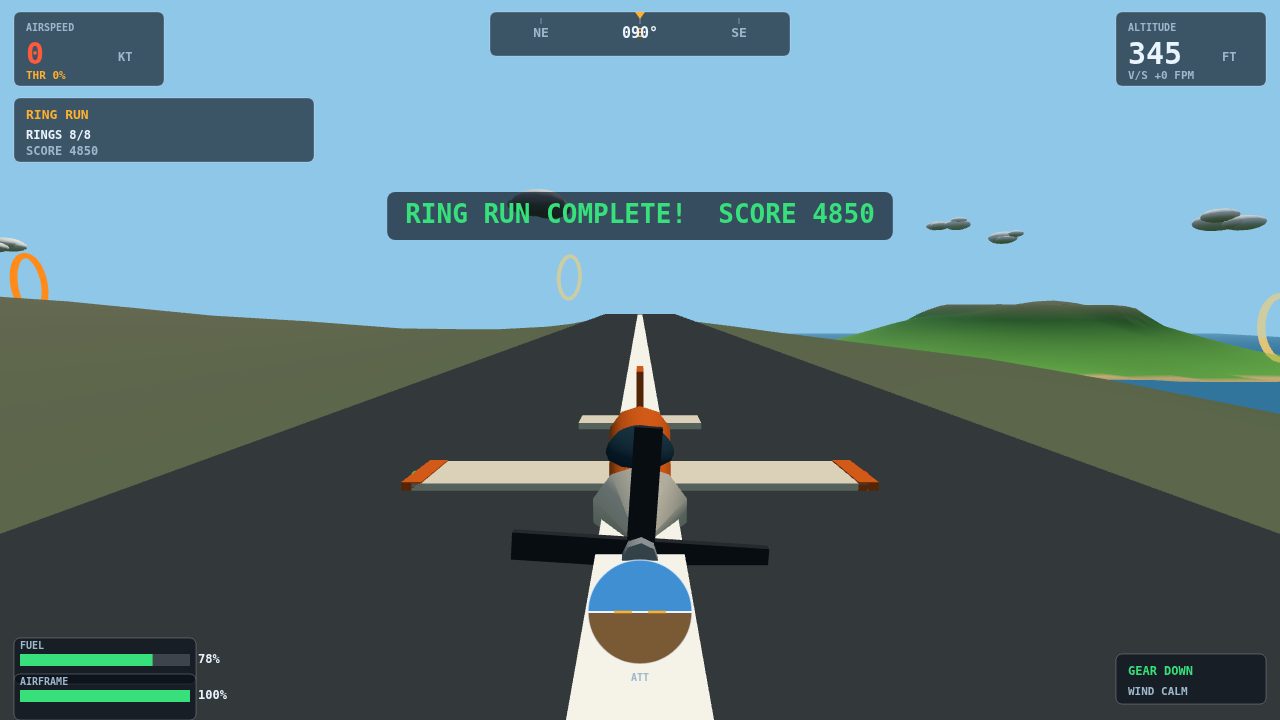 AIRSPEED
0 KT
THR 0%
NE 090° SE
ALTITUDE
345 FT
V/S +0 FPM
RING RUN
RINGS 8/8
SCORE 4850
RING RUN COMPLETE! SCORE 4850
FUEL
78%
AIRFRAME
100%
ATT
GEAR DOWN
WIND CALM